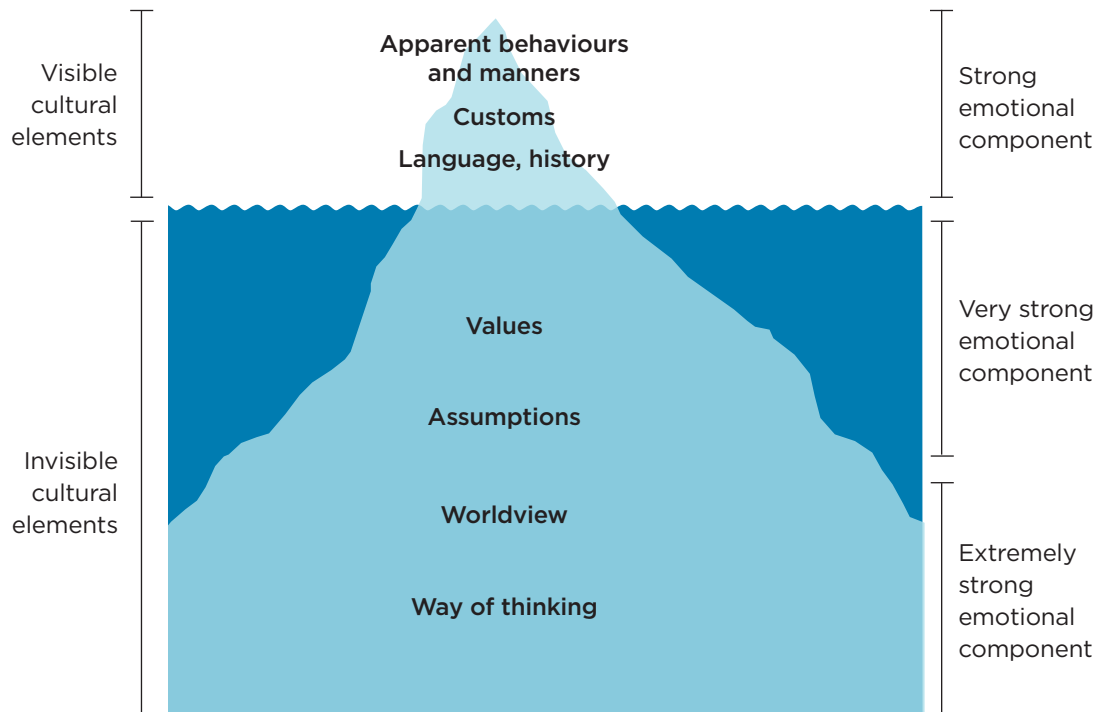 Visible
cultural
elements
Apparent behaviours
and manners
Customs
Language, history
Strong
emotional
component
Invisible
cultural
elements
Values
Assumptions
Worldview
Way of thinking
Very strong
emotional
component
Extremely
strong
emotional
component